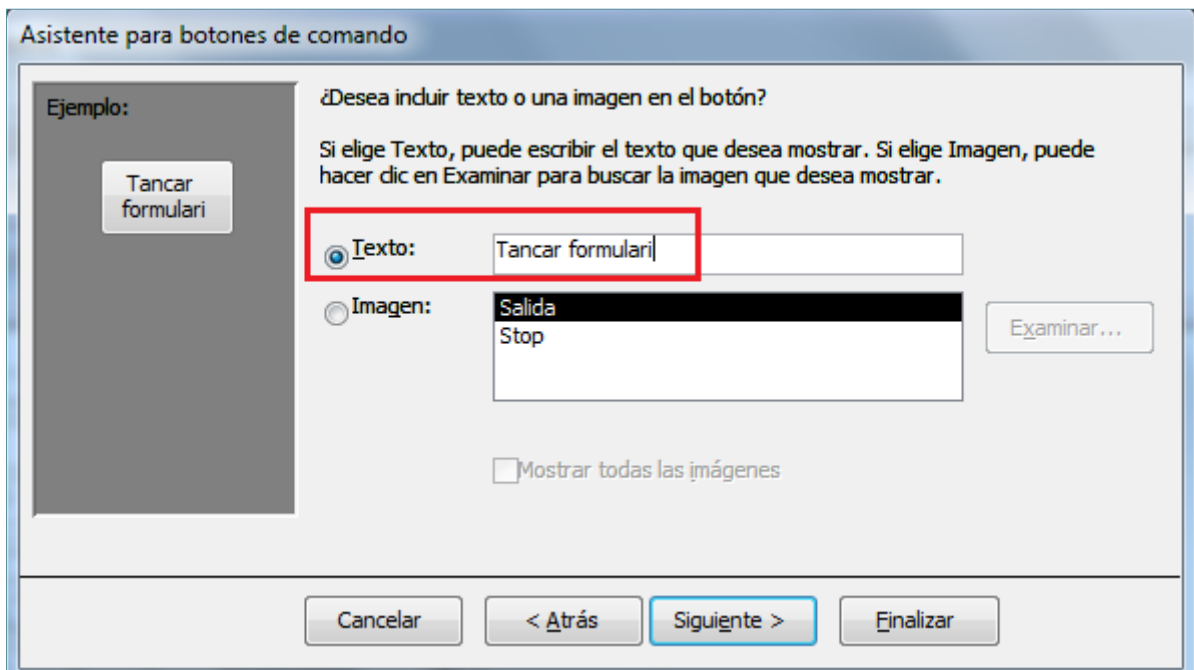 Asistente para botones de comando
Ejemplo:
Tancar
formulari
¿Desea incluir texto o una imagen en el botón?
Si elige Texto, puede escribir el texto que desea mostrar. Si elige Imagen, puede
hacer clic en Examinar para buscar la imagen que desea mostrar.
Texto: Tancar formulari
Imagen: Salida
Stop
Examinar...
Mostrar todas las imágenes
Cancelar < Atrás Siguiente > Finalizar